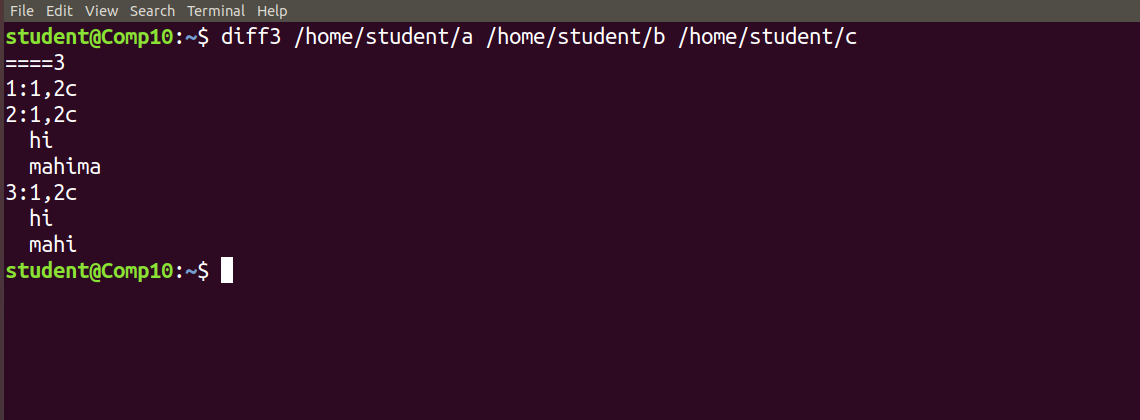 File Edit View Search Terminal Help
student@Comp10:~$ diff3 /home/student/a /home/student/b /home/student/c
====3
1:1,2c
2:1,2c
  hi
  mahima
3:1,2c
  hi
  mahi
student@Comp10:~$